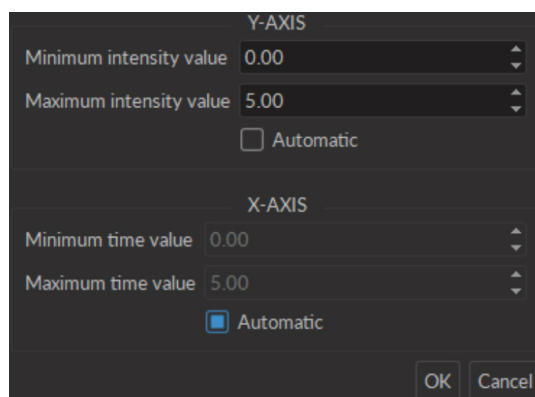 Y-AXIS
Minimum intensity value 0.00
Maximum intensity value 5.00
Automatic
X-AXIS
Minimum time value 0.00
Maximum time value 5.00
Automatic
OK Cancel